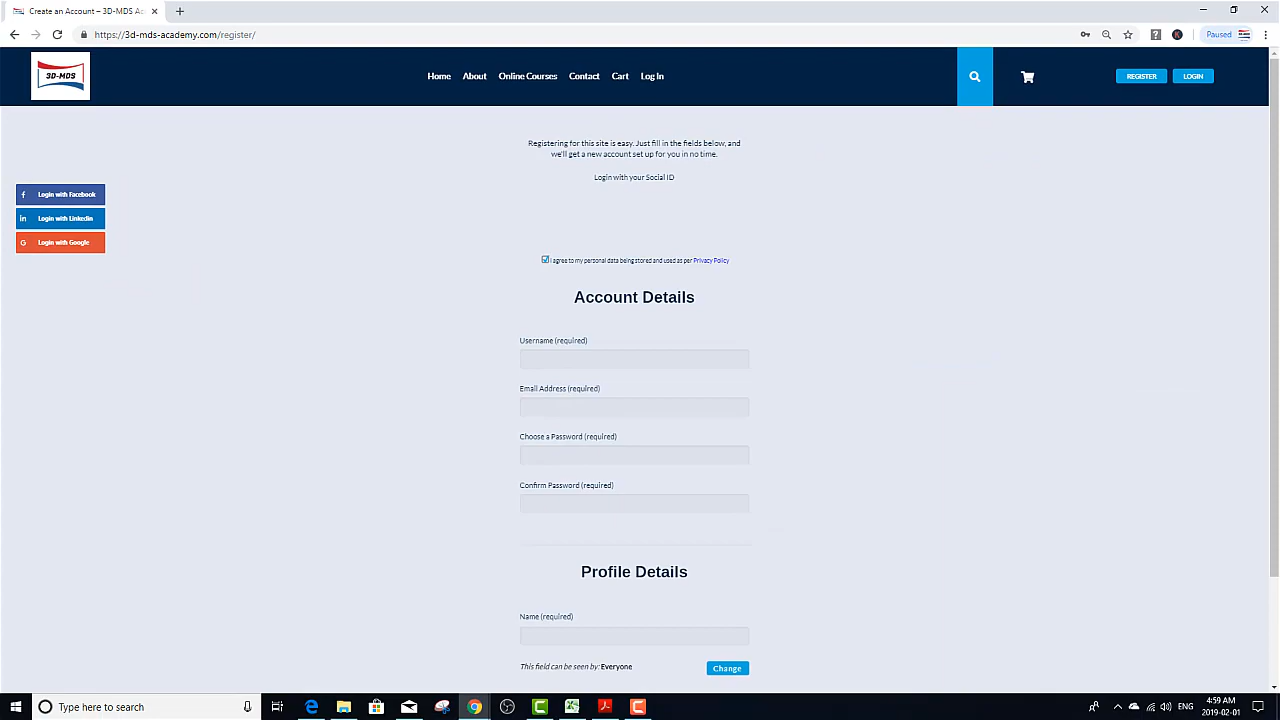 Create an Account – 3D-MDS Ac
https://3d-mds-academy.com/register/
Paused
3D-MDS
Home About Online Courses Contact Cart Log In
REGISTER LOGIN
Registering for this site is easy. Just fill in the fields below, and
we'll get a new account set up for you in no time.
Login with your Social ID
Login with Facebook
Login with Linkedin
Login with Google
I agree to my personal data being stored and used as per Privacy Policy
Account Details
Username (required)
Email Address (required)
Choose a Password (required)
Confirm Password (required)
Profile Details
Name (required)
This field can be seen by: Everyone
Change
Type here to search
ENG
4:59 AM
2019-02-01